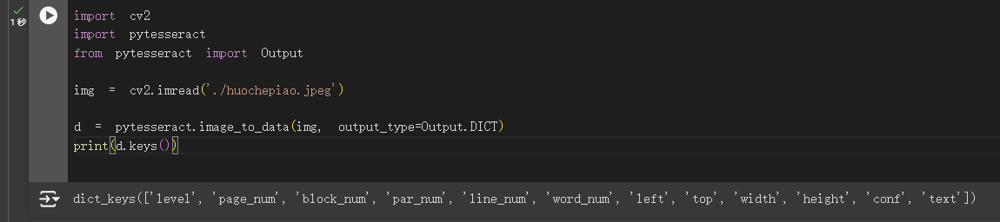 1 秒
import cv2
import pytesseract
from pytesseract import Output
img = cv2.imread('./huochepiao.jpeg')
d = pytesseract.image_to_data(img, output_type=Output.DICT)
print(d.keys())
dict_keys(['level', 'page_num', 'block_num', 'par_num', 'line_num', 'word_num', 'left', 'top', 'width', 'height', 'conf', 'text'])